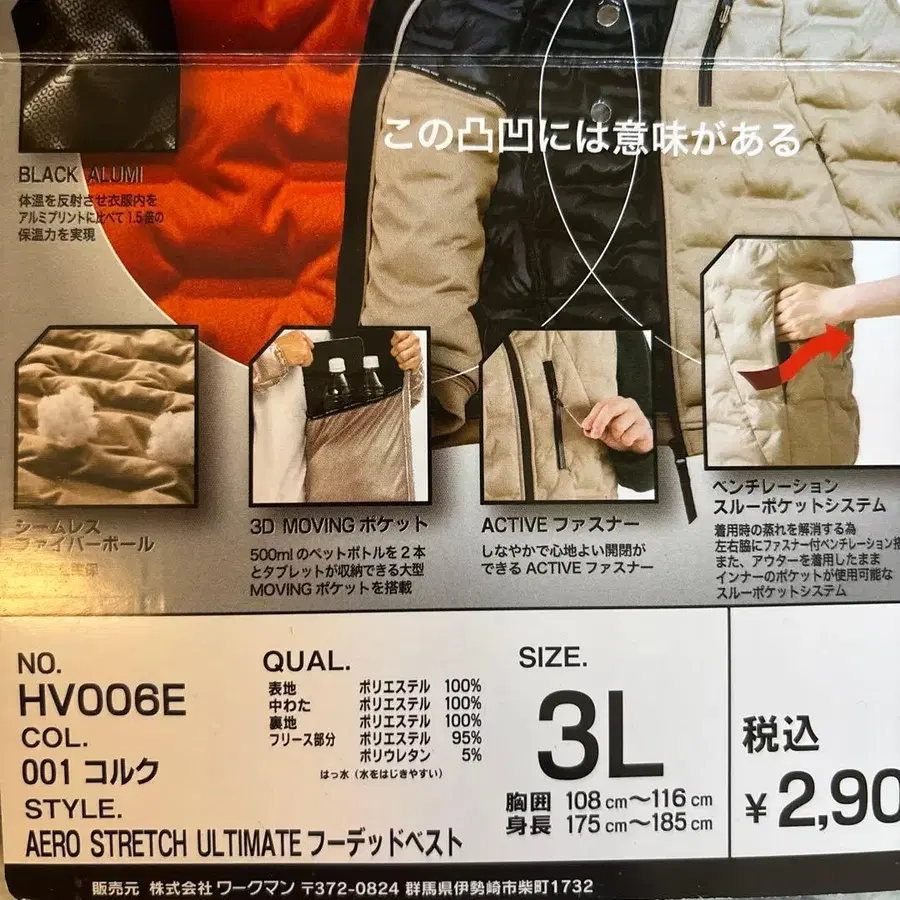 この凸凹には意味がある
BLACK ALUMI
体温を反射させ衣服内を
アルミプリントに比べて1.5倍の
保温力を実現
シームレス
ファイバーボール
3D MOVINGポケット
500mlのペットボトルを2本
とタブレットが収納できる大型
MOVINGポケットを搭載
ACTIVEファスナー
しなやかで心地よい開閉が
できるACTIVEファスナー
ベンチレーション
スルーポケットシステム
着用時の蒸れを解消する為
左右脇にファスナー付ベンチレーション搭
また、アウターを着用したまま
インナーのポケットが使用可能な
スルーポケットシステム
NO.
HV006E
COL.
001 コルク
STYLE.
AERO STRETCH ULTIMATEフーデッドベスト
QUAL.
表地 ポリエステル 100%
中わた ポリエステル 100%
裏地 ポリエステル 100%
フリース部分 ポリエステル 95%
ポリウレタン 5%
はっ水（水をはじきやすい）
SIZE.
3L
胸囲 108cm〜116cm
身長 175cm〜185cm
税込
¥2,90
販売元 株式会社ワークマン 〒372-0824 群馬県伊勢崎市柴町1732